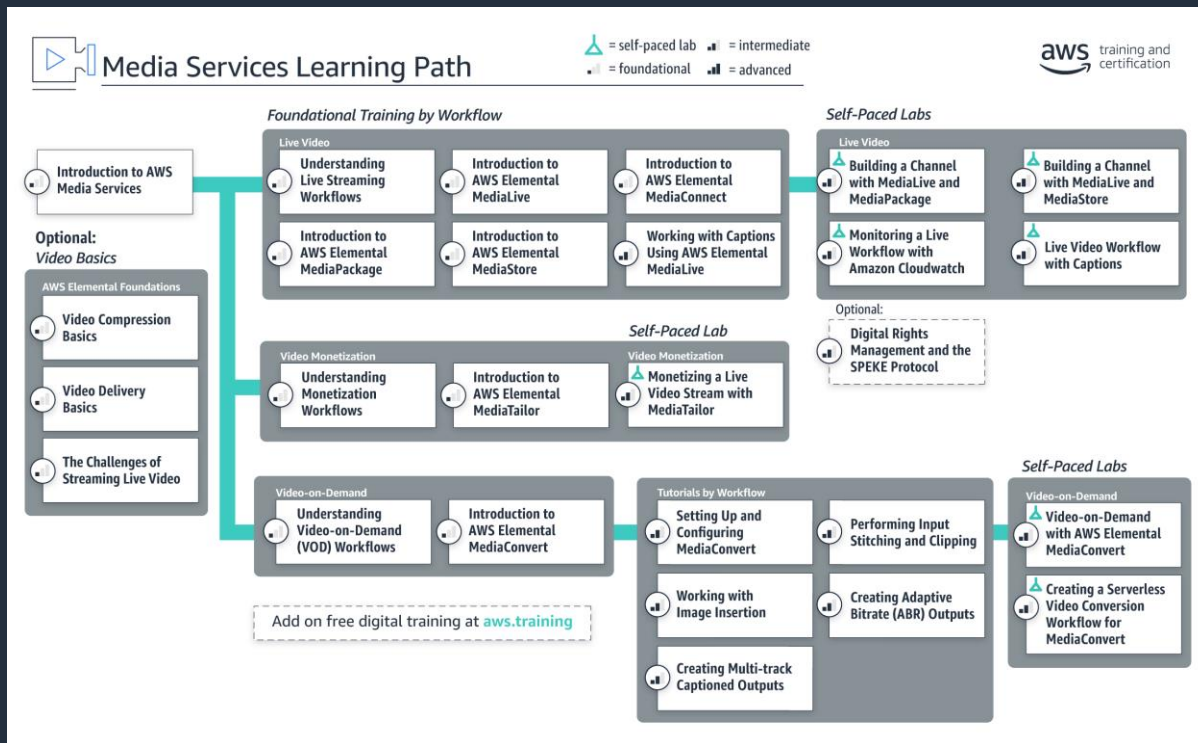 Media Services Learning Path
= self-paced lab
= intermediate
= foundational
= advanced
aws training and
certification
Introduction to AWS
Media Services
Optional:
Video Basics
AWS Elemental Foundations
Video Compression
Basics
Video Delivery
Basics
The Challenges of
Streaming Live Video
Foundational Training by Workflow
Live Video
Understanding
Live Streaming
Workflows
Introduction to
AWS Elemental
MediaLive
Introduction to
AWS Elemental
MediaConnect
Introduction to
AWS Elemental
MediaPackage
Introduction to
AWS Elemental
MediaStore
Working with Captions
Using AWS Elemental
MediaLive
Self-Paced Labs
Live Video
Building a Channel
with MediaLive and
MediaPackage
Building a Channel
with MediaLive and
MediaStore
Monitoring a Live
Workflow with
Amazon Cloudwatch
Live Video Workflow
with Captions
Optional:
Digital Rights
Management and the
SPEKE Protocol
Video Monetization
Understanding
Monetization
Workflows
Introduction to
AWS Elemental
MediaTailor
Self-Paced Lab
Video Monetization
Monetizing a Live
Video Stream with
MediaTailor
Video-on-Demand
Understanding
Video-on-Demand
(VOD) Workflows
Introduction to
AWS Elemental
MediaConvert
Tutorials by Workflow
Setting Up and
Configuring
MediaConvert
Performing Input
Stitching and Clipping
Working with
Image Insertion
Creating Adaptive
Bitrate (ABR) Outputs
Creating Multi-track
Captioned Outputs
Self-Paced Labs
Video-on-Demand
Video-on-Demand
with AWS Elemental
MediaConvert
Creating a Serverless
Video Conversion
Workflow for
MediaConvert
Add on free digital training at aws.training